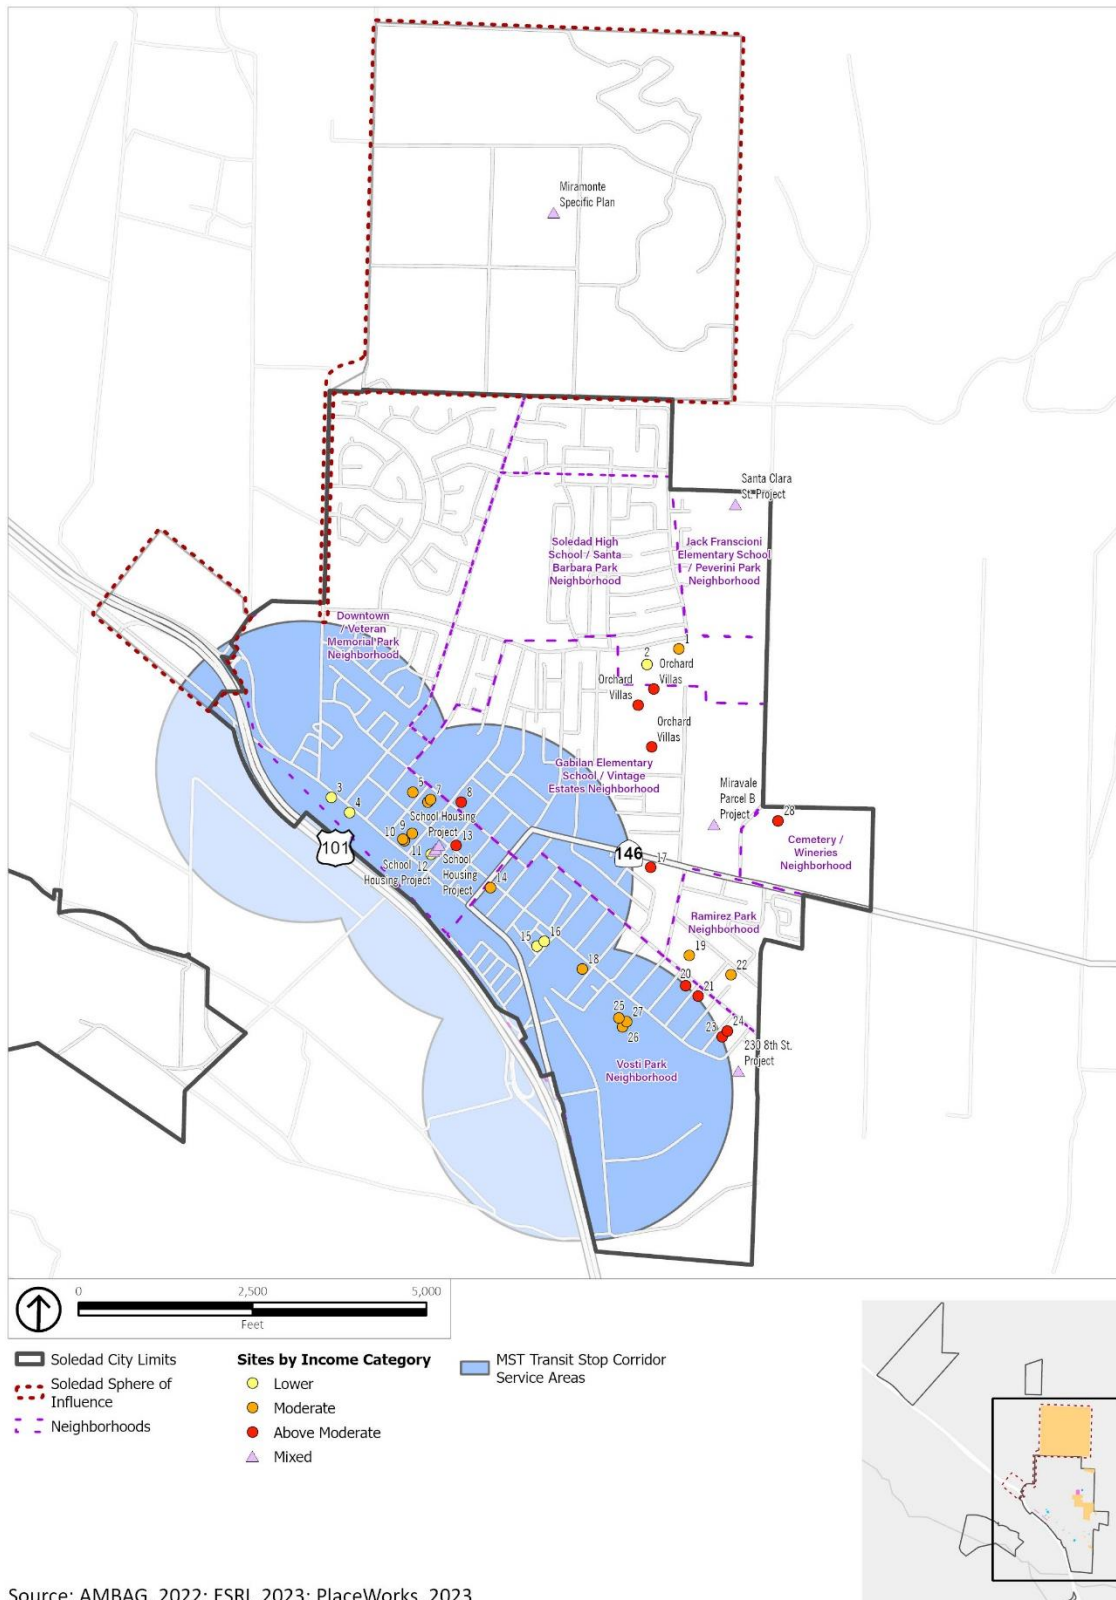 Miramonte
Specific Plan
Santa Clara
St. Project
Soledad High
School / Santa
Barbara Park
Neighborhood
Jack Franscioni
Elementary School
/ Peverini Park
Neighborhood
Downtown
/ Veteran
Memorial Park
Neighborhood
1
2
Orchard
Villas
Orchard
Villas
Orchard
Villas
Gabilan Elementary
School / Vintage
Estates Neighborhood
Miravale
Parcel B
Project
28
Cemetery /
Wineries
Neighborhood
3
4
5
7
8
School Housing
Project
9
10
11
12
13
School
Housing Project
School
Housing
Project
101
146
14
17
15
16
18
Ramirez Park
Neighborhood
19
20
21
22
23
24
25
27
26
230 8th St.
Project
Vosti Park
Neighborhood
0 2,500 5,000
Feet
Soledad City Limits
Soledad Sphere of
Influence
Neighborhoods
Sites by Income Category
Lower
Moderate
Above Moderate
Mixed
MST Transit Stop Corridor
Service Areas
Source: AMBAG, 2022; ESRI, 2023; PlaceWorks, 2023